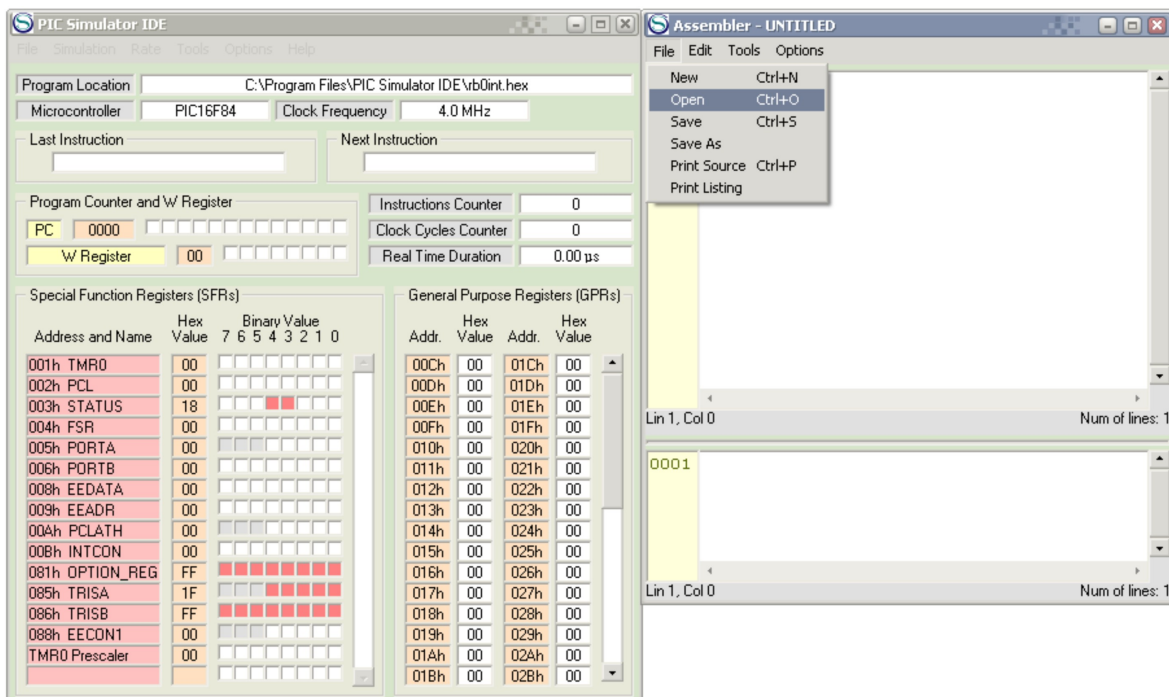 PIC Simulator IDE
File Simulation Rate Tools Options Help
Program Location C:\Program Files\PIC Simulator IDE\rb0int.hex
Microcontroller PIC16F84 Clock Frequency 4.0 MHz
Last Instruction Next Instruction
Program Counter and W Register
PC 0000
W Register 00
Instructions Counter 0
Clock Cycles Counter 0
Real Time Duration 0.00 µs
Special Function Registers (SFRs)
Hex Binary Value
Address and Name Value 7 6 5 4 3 2 1 0
001h TMR0 00
002h PCL 00
003h STATUS 18
004h FSR 00
005h PORTA 00
006h PORTB 00
008h EEDATA 00
009h EEADR 00
00Ah PCLATH 00
00Bh INTCON 00
081h OPTION_REG FF
085h TRISA 1F
086h TRISB FF
088h EECON1 00
TMR0 Prescaler 00
General Purpose Registers (GPRs)
Hex Hex
Addr. Value Addr. Value
00Ch 00 01Ch 00
00Dh 00 01Dh 00
00Eh 00 01Eh 00
00Fh 00 01Fh 00
010h 00 020h 00
011h 00 021h 00
012h 00 022h 00
013h 00 023h 00
014h 00 024h 00
015h 00 025h 00
016h 00 026h 00
017h 00 027h 00
018h 00 028h 00
019h 00 029h 00
01Ah 00 02Ah 00
01Bh 00 02Bh 00
Assembler - UNTITLED
File Edit Tools Options
New Ctrl+N
Open Ctrl+O
Save Ctrl+S
Save As
Print Source Ctrl+P
Print Listing
Lin 1, Col 0 Num of lines: 1
0001
Lin 1, Col 0 Num of lines: 1